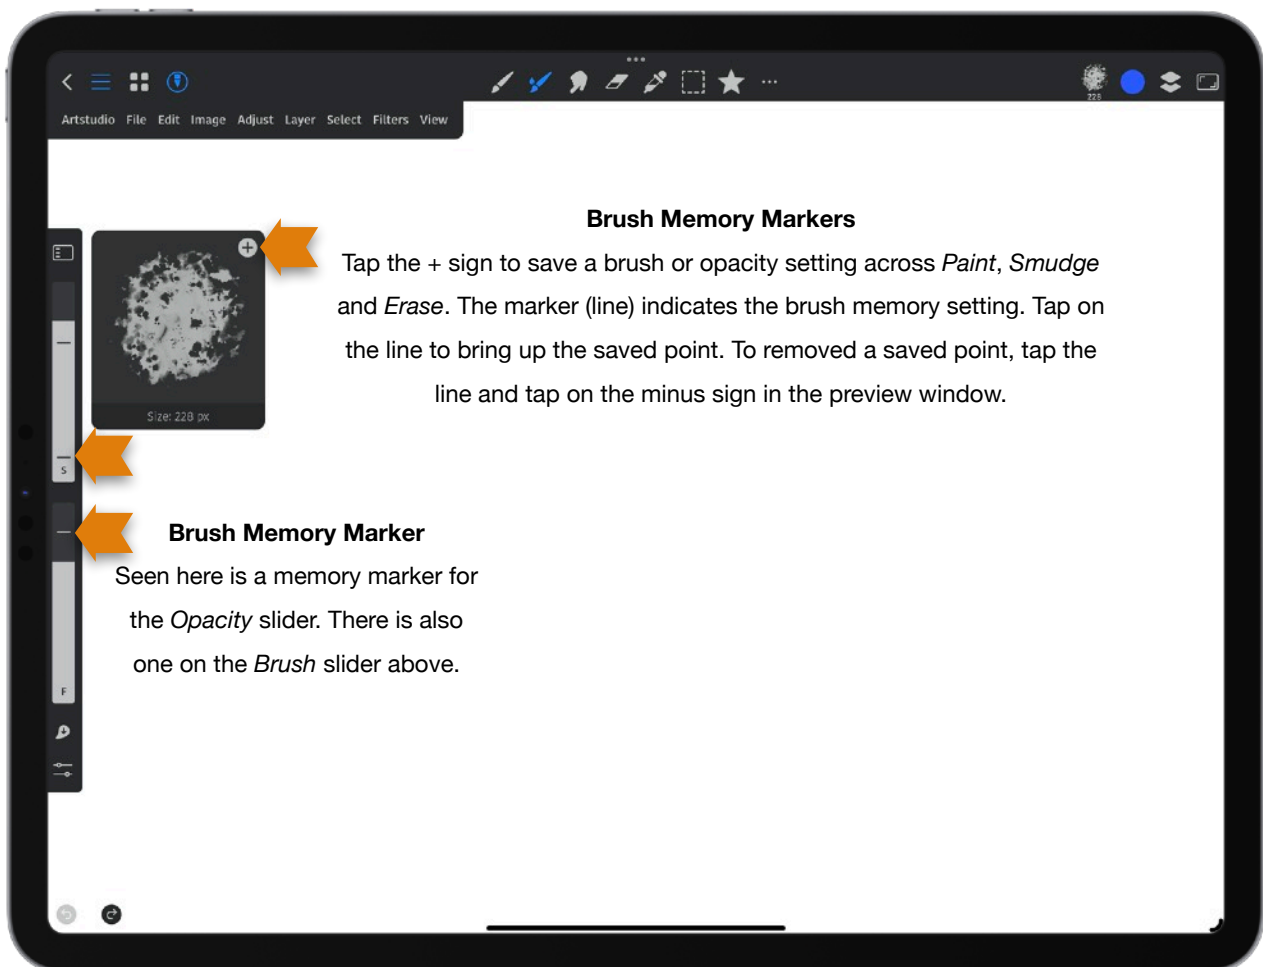 228
Artstudio File Edit Image Adjust Layer Select Filters View
Brush Memory Markers
Tap the + sign to save a brush or opacity setting across Paint, Smudge
and Erase. The marker (line) indicates the brush memory setting. Tap on
the line to bring up the saved point. To removed a saved point, tap the
line and tap on the minus sign in the preview window.
Size: 228 px
S
Brush Memory Marker
Seen here is a memory marker for
the Opacity slider. There is also
one on the Brush slider above.
F